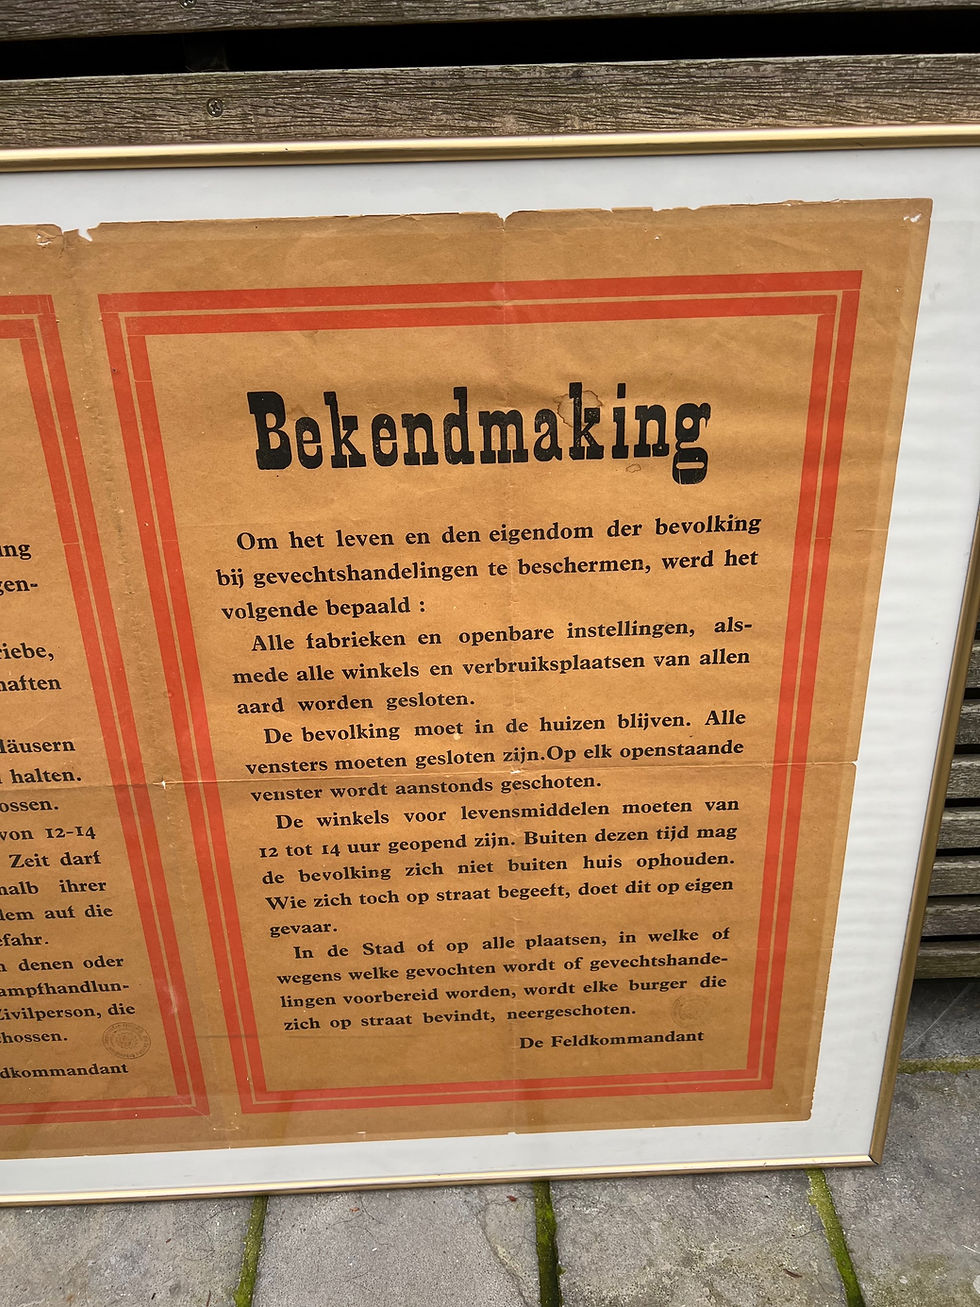 ung
gen-
riebe,
haften
Häusern
halten.
ossen.
von 12-14
Zeit darf
halb ihrer
dem auf die
efahr.
n denen oder
ampfhandlun-
Zivilperson, die
chossen.
dkommandant
Bekendmaking
Om het leven en den eigendom der bevolking
bij gevechtshandelingen te beschermen, werd het
volgende bepaald :
Alle fabrieken en openbare instellingen, als-
mede alle winkels en verbruiksplaatsen van allen
aard worden gesloten.
De bevolking moet in de huizen blijven. Alle
vensters moeten gesloten zijn.Op elk openstaande
venster wordt aanstonds geschoten.
De winkels voor levensmiddelen moeten van
12 tot 14 uur geopend zijn. Buiten dezen tijd mag
de bevolking zich niet buiten huis ophouden.
Wie zich toch op straat begeeft, doet dit op eigen
gevaar.
In de Stad of op alle plaatsen, in welke of
wegens welke gevochten wordt of gevechtshande-
lingen voorbereid worden, wordt elke burger die
zich op straat bevindt, neergeschoten.
De Feldkommandant